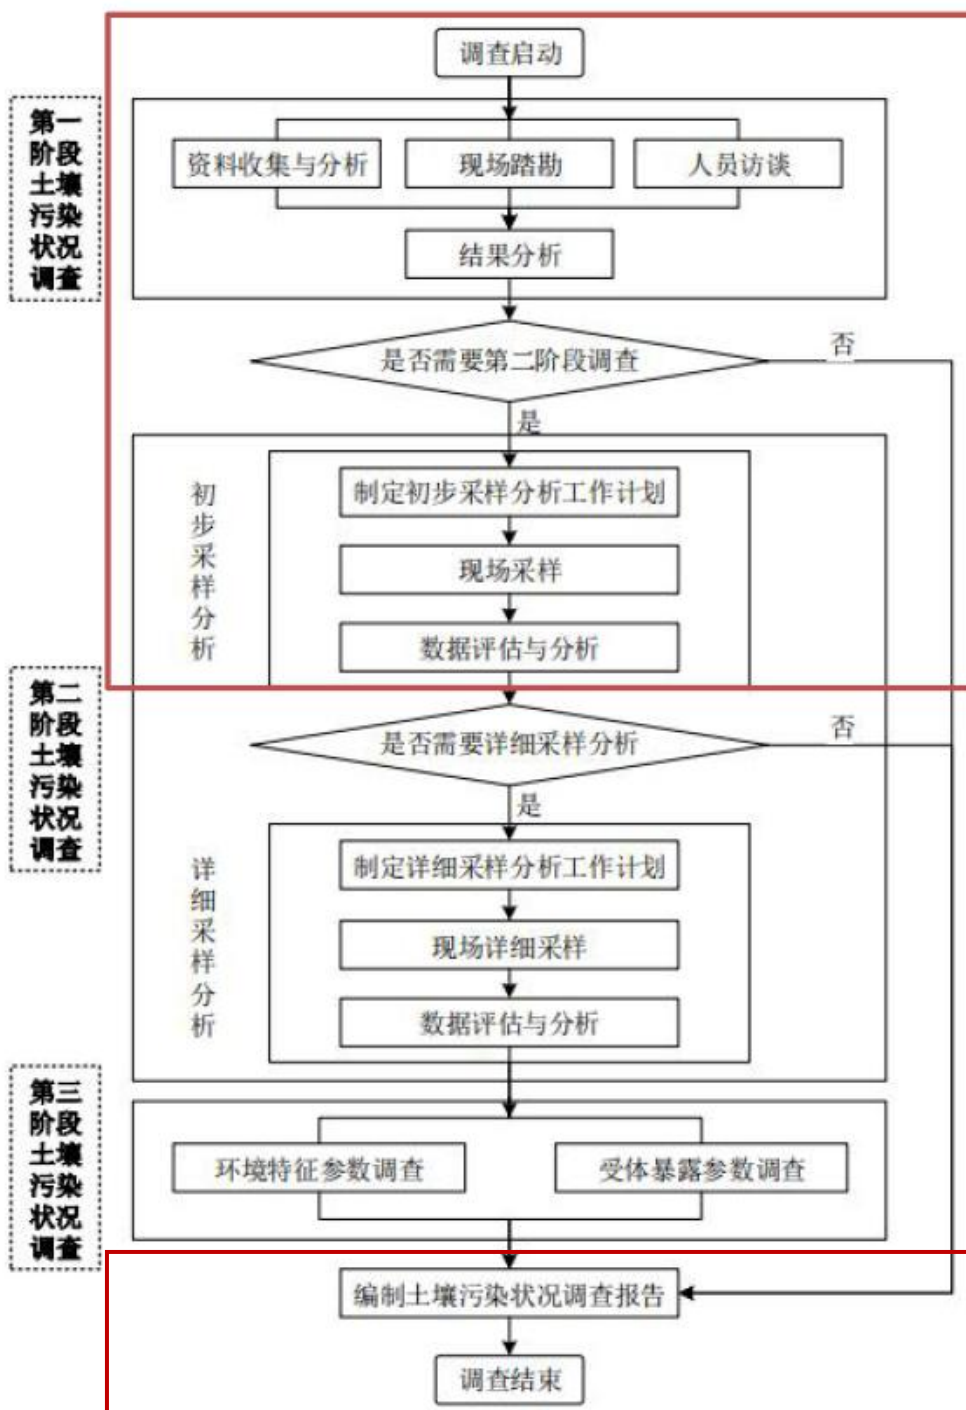 调查启动
第一
阶段
土壤
污染
状况
调查
资料收集与分析
现场踏勘
人员访谈
结果分析
是否需要第二阶段调查
否
是
初
步
采
样
分
析
制定初步采样分析工作计划
现场采样
数据评估与分析
第二
阶段
土壤
污染
状况
调查
是否需要详细采样分析
否
是
详
细
采
样
分
析
制定详细采样分析工作计划
现场详细采样
数据评估与分析
第三
阶段
土壤
污染
状况
调查
环境特征参数调查
受体暴露参数调查
编制土壤污染状况调查报告
调查结束